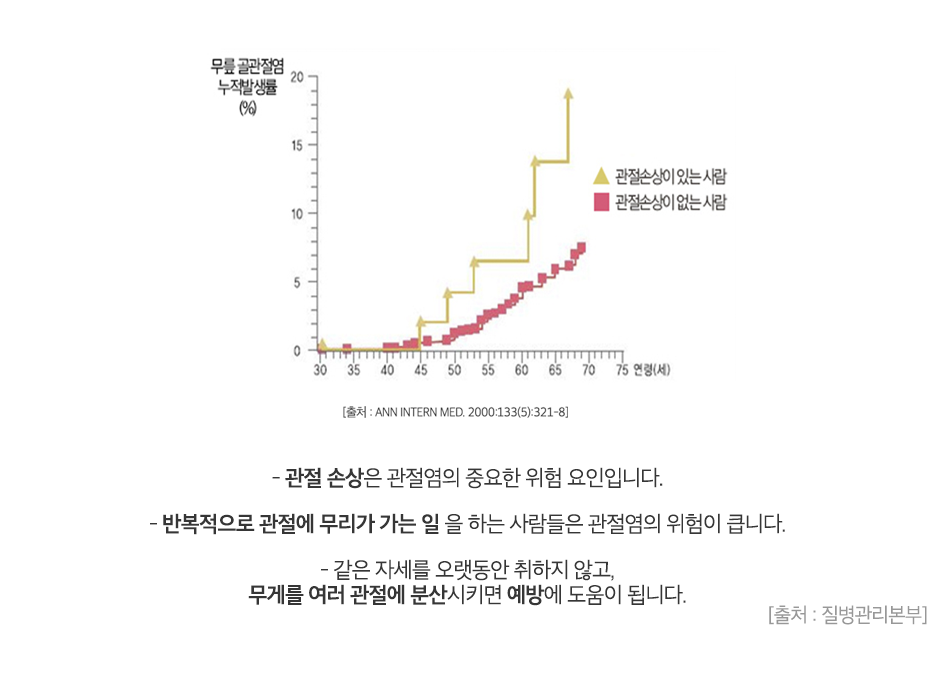 무릎 골관절염
누적발생률
(%)
20
15
10
5
0
관절손상이 있는 사람
관절손상이 없는 사람
30 35 40 45 50 55 60 65 70 75 연령(세)
[출처 : ANN INTERN MED. 2000:133(5):321-8]
- 관절 손상은 관절염의 중요한 위험 요인입니다.
- 반복적으로 관절에 무리가 가는 일 을 하는 사람들은 관절염의 위험이 큽니다.
- 같은 자세를 오랫동안 취하지 않고,
무게를 여러 관절에 분산시키면 예방에 도움이 됩니다.
[출처 : 질병관리본부]